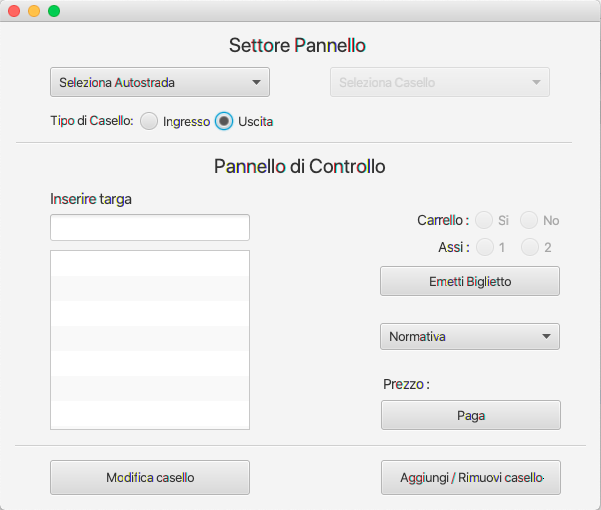 Settore Pannello
Seleziona Autostrada
Seleziona Casello
Tipo di Casello: Ingresso Uscita
Pannello di Controllo
Inserire targa
Carrello : Sì No
Assi : 1 2
Emetti Biglietto
Normativa
Prezzo :
Paga
Modifica casello
Aggiungi / Rimuovi casello